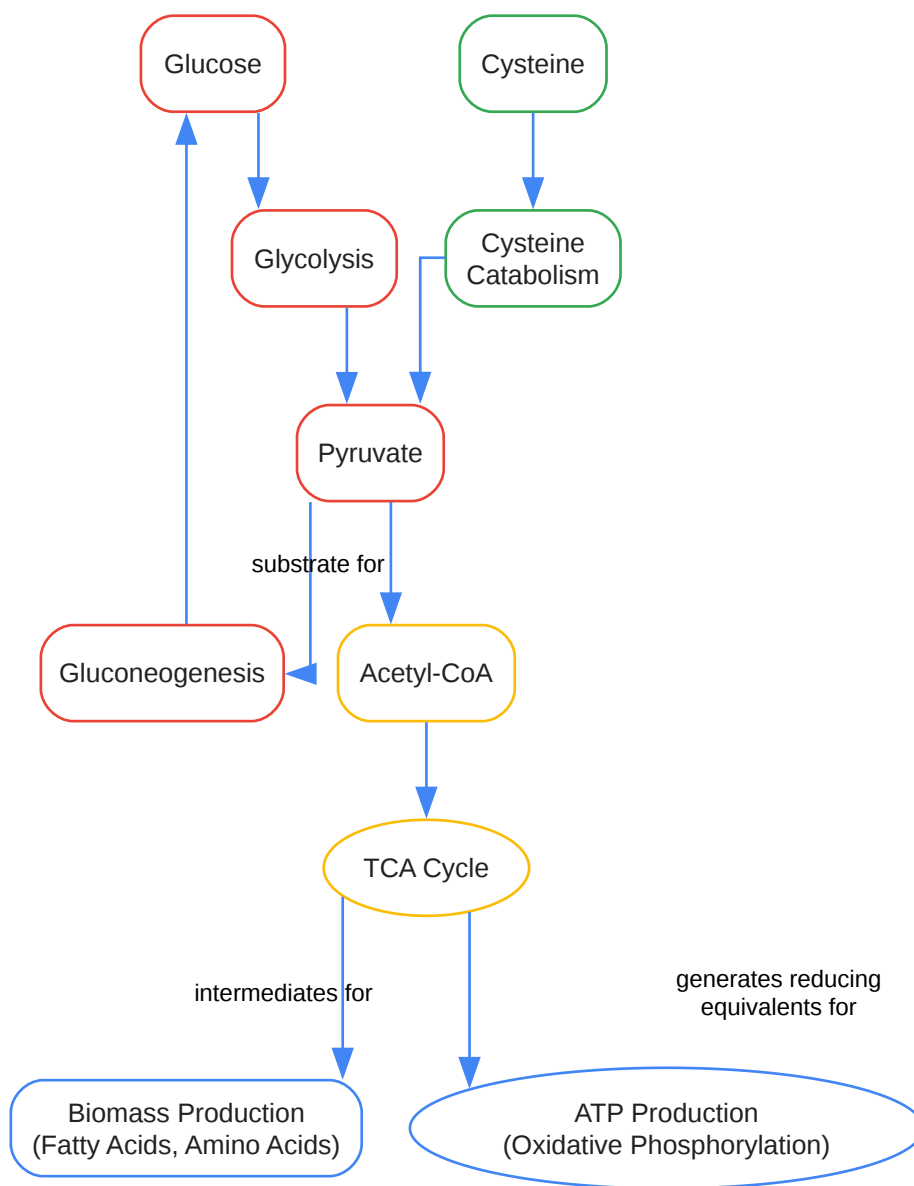 Glucose
Cysteine
Glycolysis
Cysteine
Catabolism
Pyruvate
substrate for
Gluconeogenesis
Acetyl-CoA
TCA Cycle
intermediates for
generates reducing
equivalents for
Biomass Production
(Fatty Acids, Amino Acids)
ATP Production
(Oxidative Phosphorylation)